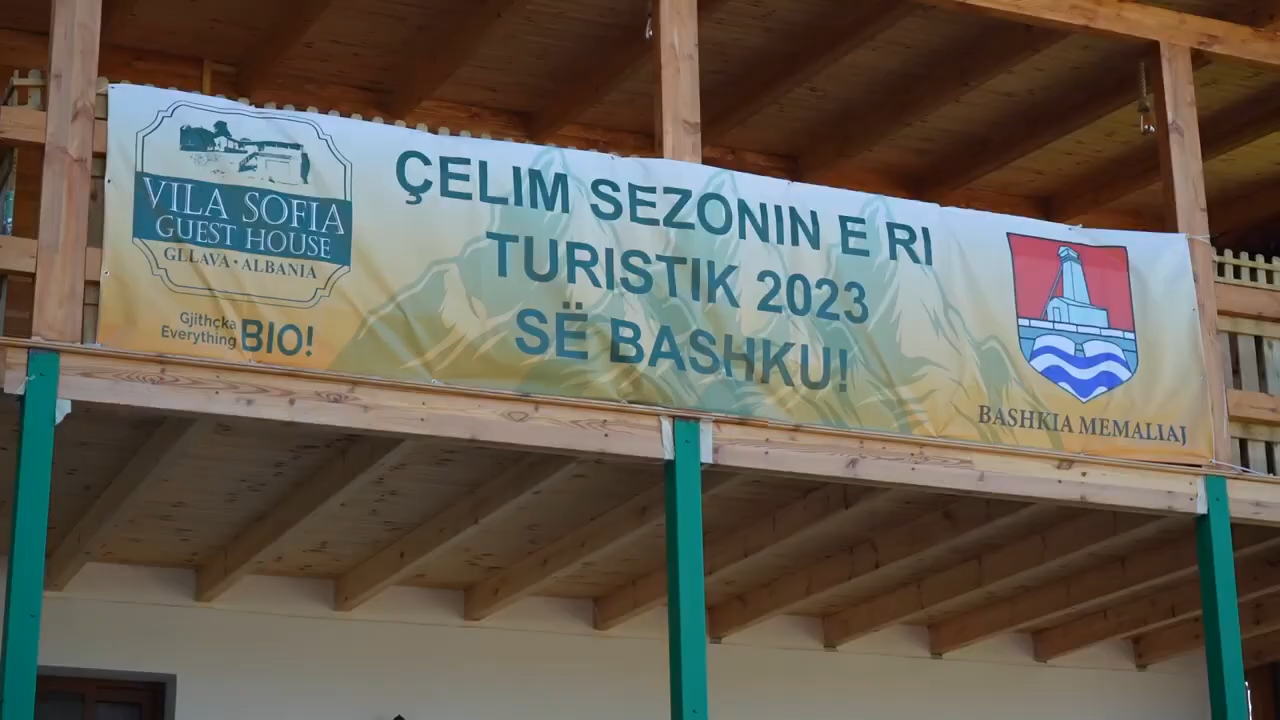 VILA SOFIA
GUEST HOUSE
GLLAVA • ALBANIA
Gjithçka
Everything BIO!
ÇELIM SEZONIN E RI
TURISTIK 2023
SË BASHKU!
BASHKIA MEMALIAJ